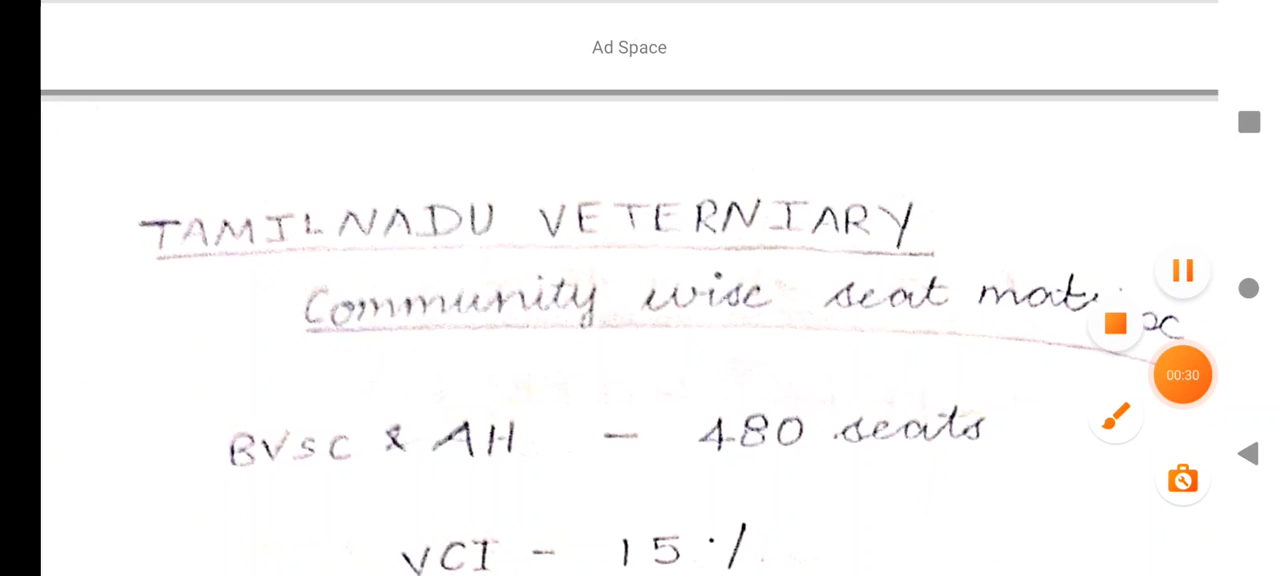 Ad Space
TAMILNADU VETERNIARY
Community wise seat
BVSC & AH - 480 seats
VCI - 15 %
00:30